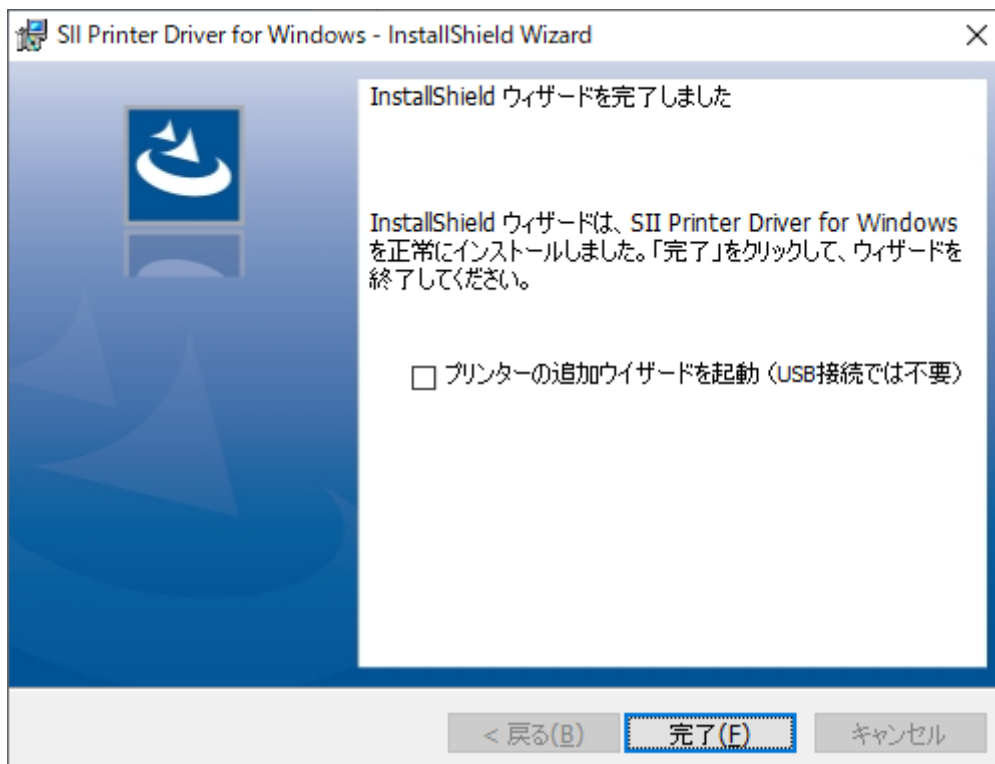 SII Printer Driver for Windows - InstallShield Wizard
InstallShield ウィザードを完了しました
InstallShield ウィザードは、SII Printer Driver for Windows
を正常にインストールしました。「完了」をクリックして、ウィザードを
終了してください。
プリンターの追加ウイザードを起動（USB接続では不要）
< 戻る(B)
完了(F)
キャンセル